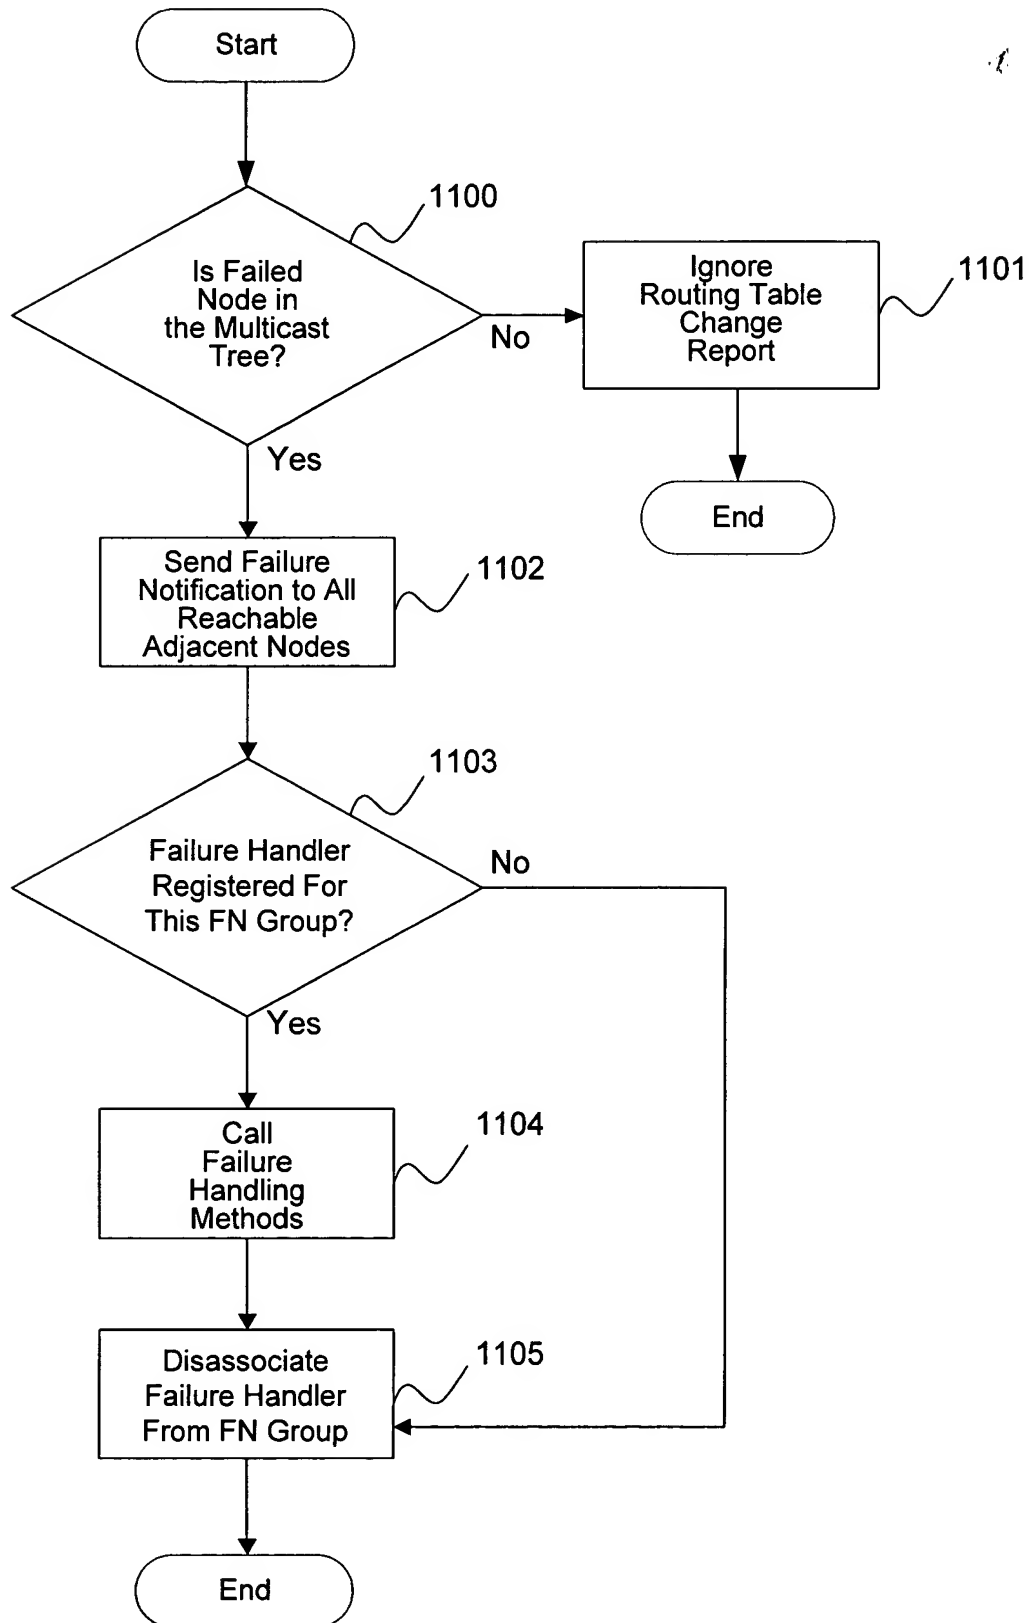 Start
1100
Is Failed
Node in
the Multicast
Tree?
No
Ignore
Routing Table
Change
Report
1101
Yes
End
Send Failure
Notification to All
Reachable
Adjacent Nodes
1102
1103
Failure Handler
Registered For
This FN Group?
No
Yes
Call
Failure
Handling
Methods
1104
Disassociate
Failure Handler
From FN Group
1105
End